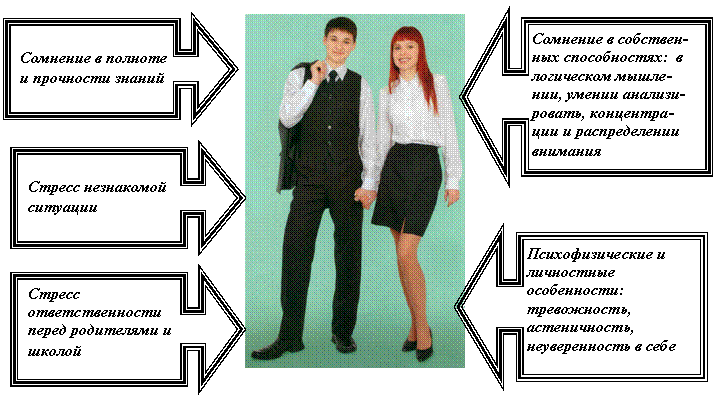 Сомнение в полноте
и прочности знаний
Стресс незнакомой
ситуации
Стресс
ответственности
перед родителями и
школой
Сомнение в собствен-
ных способностях:  в
логическом мышле-
нии, умении анализи-
ровать, концентра-
ции и распределении
внимания
Психофизические и
личностные
особенности:
тревожность,
астеничность,
неуверенность в себе